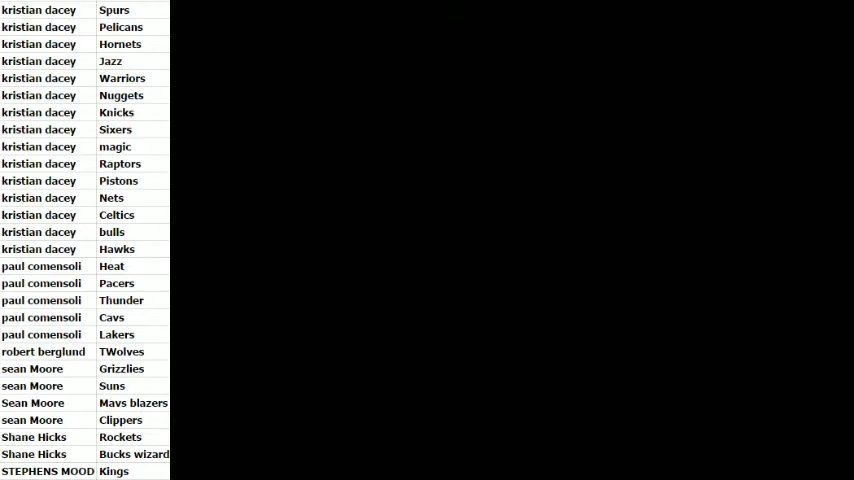 kristian dacey Spurs
kristian dacey Pelicans
kristian dacey Hornets
kristian dacey Jazz
kristian dacey Warriors
kristian dacey Nuggets
kristian dacey Knicks
kristian dacey Sixers
kristian dacey magic
kristian dacey Raptors
kristian dacey Pistons
kristian dacey Nets
kristian dacey Celtics
kristian dacey bulls
kristian dacey Hawks
paul comensoli Heat
paul comensoli Pacers
paul comensoli Thunder
paul comensoli Cavs
paul comensoli Lakers
robert berglund TWolves
sean Moore Grizzlies
sean Moore Suns
Sean Moore Mavs blazers
sean Moore Clippers
Shane Hicks Rockets
Shane Hicks Bucks wizard
STEPHENS MOOD Kings